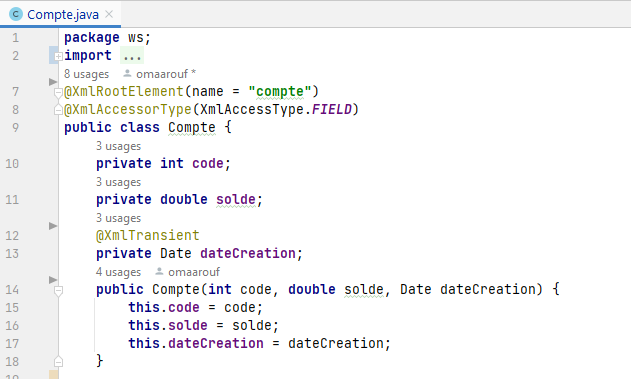 Compte.java
1 package ws;
2 import ...
8 usages omaarouf *
7 @XmlRootElement(name = "compte")
8 @XmlAccessorType(XmlAccessType.FIELD)
9 public class Compte {
3 usages
10 private int code;
3 usages
11 private double solde;
3 usages
12 @XmlTransient
13 private Date dateCreation;
4 usages omaarouf
14 public Compte(int code, double solde, Date dateCreation) {
15 this.code = code;
16 this.solde = solde;
17 this.dateCreation = dateCreation;
18 }